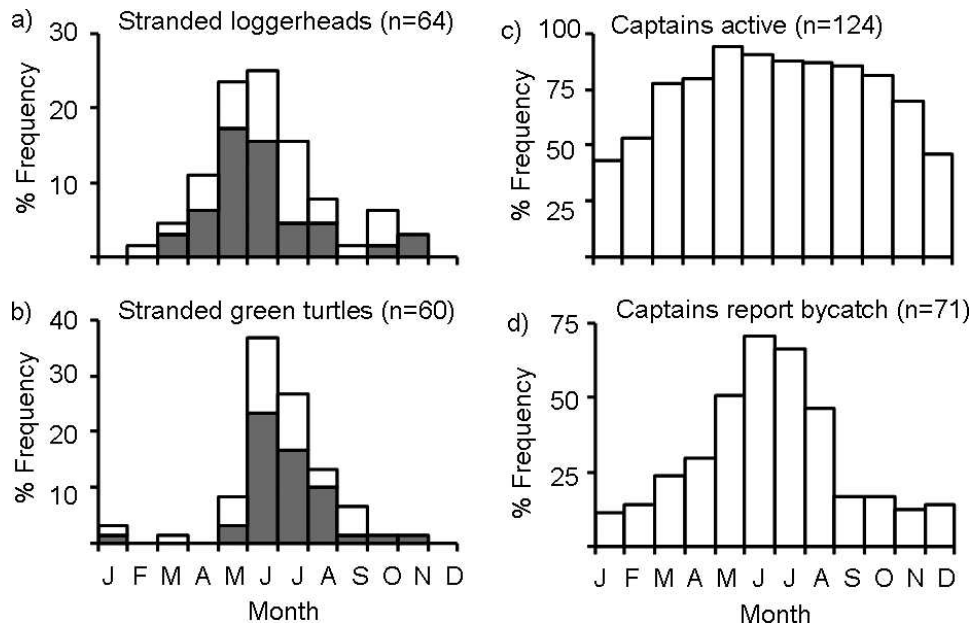 a) Stranded loggerheads (n=64)
30
20
10
% Frequency
b) Stranded green turtles (n=60)
40
30
20
10
% Frequency
J F M A M J J A S O N D
Month
c) Captains active (n=124)
100
75
50
25
% Frequency
d) Captains report bycatch (n=71)
75
50
25
% Frequency
J F M A M J J A S O N D
Month